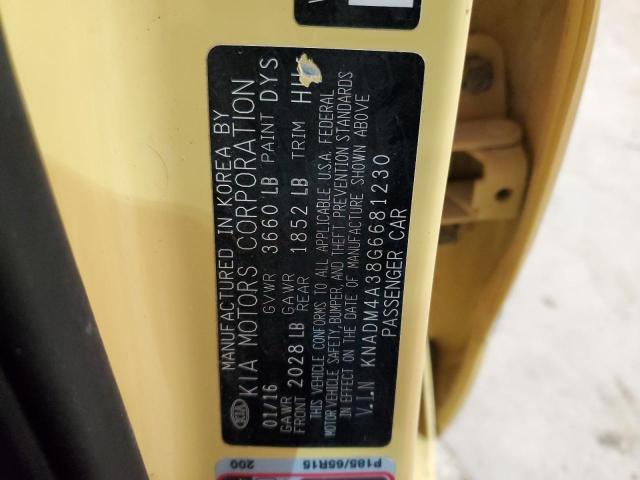 MANUFACTURED IN KOREA BY
KIA MOTORS CORPORATION
01/16 GVWR 3660 LB PAINT DYS
GAWR FRONT 2028 LB GAWR REAR 1852 LB TRIM
THIS VEHICLE CONFORMS TO ALL APPLICABLE U.S.A. FEDERAL
MOTOR VEHICLE SAFETY, BUMPER, AND THEFT PREVENTION STANDARDS
IN EFFECT ON THE DATE OF MANUFACTURE SHOWN ABOVE
V.I.N KNADM4A38G6681230
PASSENGER CAR
KIA
P185/65R15
200